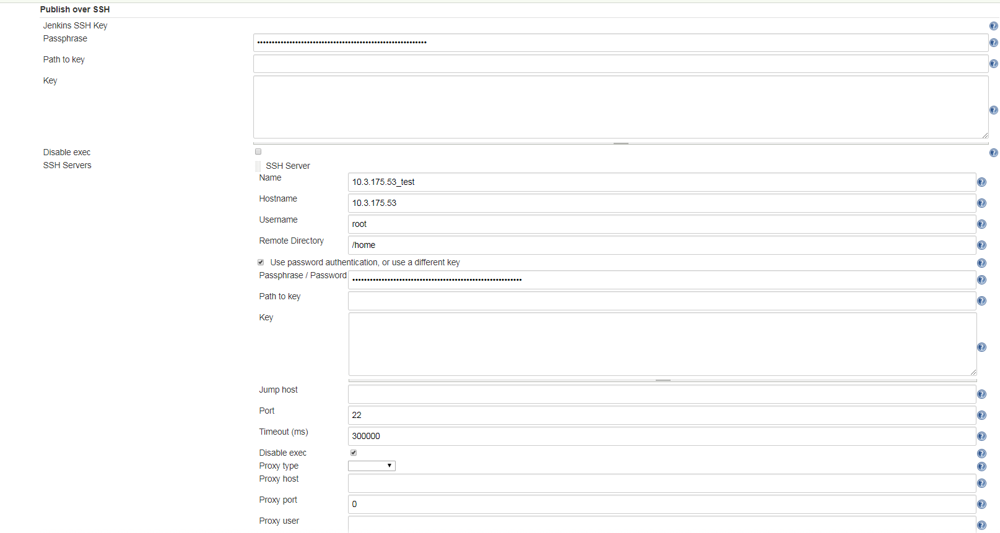 Publish over SSH
Jenkins SSH Key
Passphrase
••••••••••••••••••••••••••••••••••••••••••••••••••••••••••
Path to key
Key
Disable exec
SSH Servers
SSH Server
Name
10.3.175.53_test
Hostname
10.3.175.53
Username
root
Remote Directory
/home
Use password authentication, or use a different key
Passphrase / Password
••••••••••••••••••••••••••••••••••••••••••••••••••••••••••
Path to key
Key
Jump host
Port
22
Timeout (ms)
300000
Disable exec
Proxy type
Proxy host
Proxy port
0
Proxy user